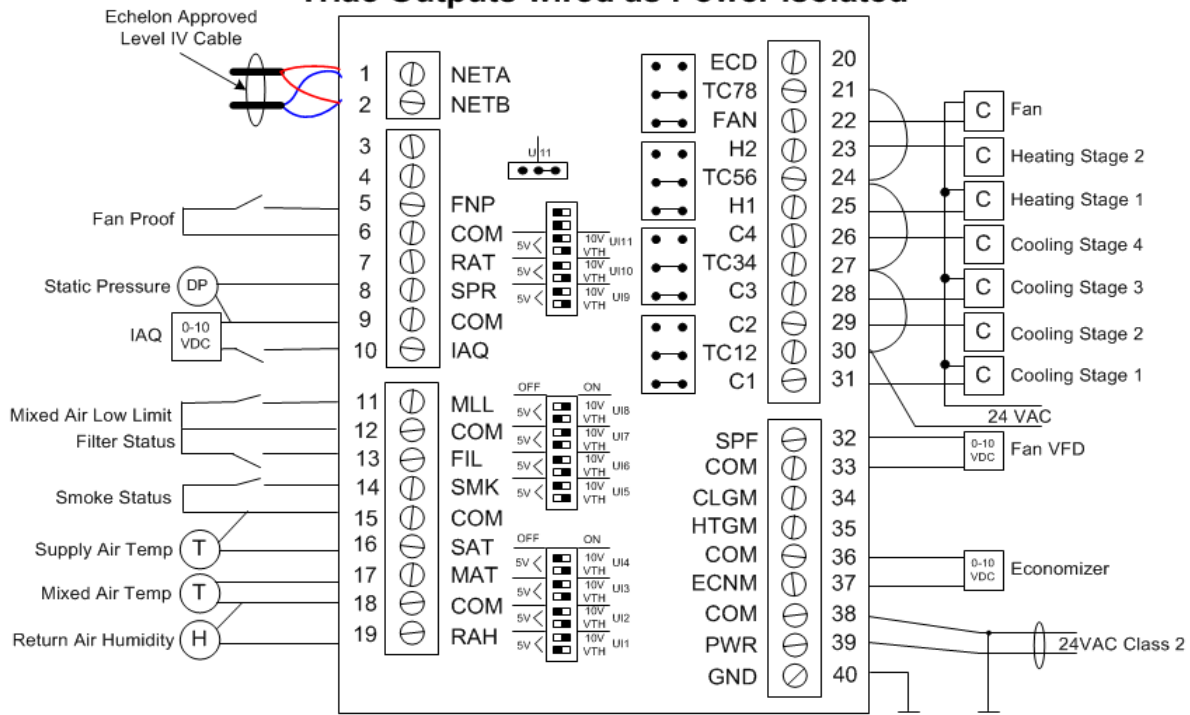 Triac Outputs wired as Power Isolated
Echelon Approved
Level IV Cable
1 NETA
2 NETB
3
4
5 FNP
6 COM
7 RAT
8 SPR
9 COM
10 IAQ
11 MLL
12 COM
13 FIL
14 SMK
15 COM
16 SAT
17 MAT
18 COM
19 RAH
Fan Proof
Static Pressure DP
IAQ 0-10 VDC
Mixed Air Low Limit
Filter Status
Smoke Status
Supply Air Temp T
Mixed Air Temp T
Return Air Humidity H
UI11
5V< 10V VTH UI11
5V< 10V VTH UI10
5V< 10V VTH UI9
OFF ON
5V< 10V VTH UI8
5V< 10V VTH UI7
5V< 10V VTH UI6
5V< 10V VTH UI5
OFF ON
5V< 10V VTH UI4
5V< 10V VTH UI3
5V< 10V VTH UI2
5V< 10V VTH UI1
ECD 20
TC78 21
FAN 22
H2 23
TC56 24
H1 25
C4 26
TC34 27
C3 28
C2 29
TC12 30
C1 31
SPF 32
COM 33
CLGM 34
HTGM 35
COM 36
ECNM 37
COM 38
PWR 39
GND 40
C Fan
C Heating Stage 2
C Heating Stage 1
C Cooling Stage 4
C Cooling Stage 3
C Cooling Stage 2
C Cooling Stage 1
24 VAC
0-10 VDC Fan VFD
0-10 VDC Economizer
24VAC Class 2